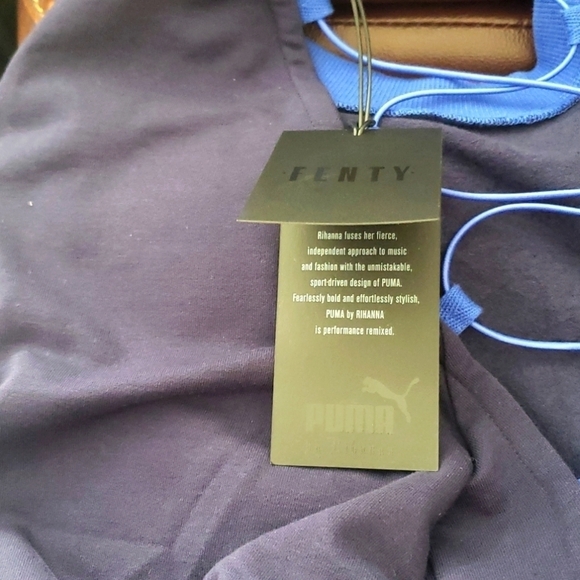 FENTY
Rihanna fuses her fierce,
independent approach to music
and fashion with the unmistakable,
sport-driven design of PUMA.
Fearlessly bold and effortlessly stylish,
PUMA by RIHANNA
is performance remixed.
PUMA